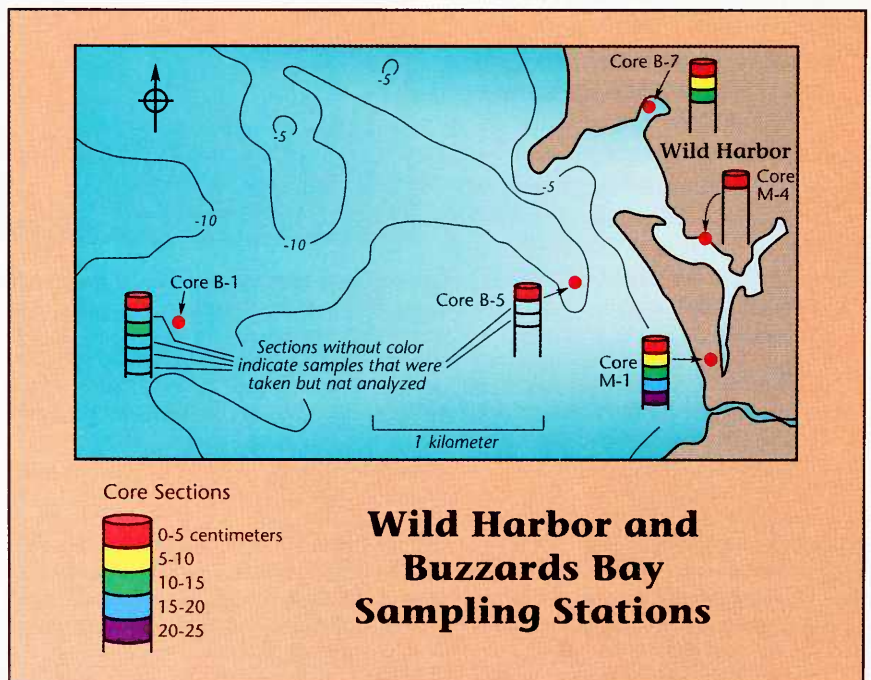 Core B-7
-5
-5
Wild Harbor
Core
M-4
-5
-10
-10
Core B-1
Core B-5
Sections without color
indicate samples that were
taken but nat analyzed
Core
M-1
1 kilometer
Core Sections
0-5 centimeters
5-10
10-15
15-20
20-25
Wild Harbor and
Buzzards Bay
Sampling Stations